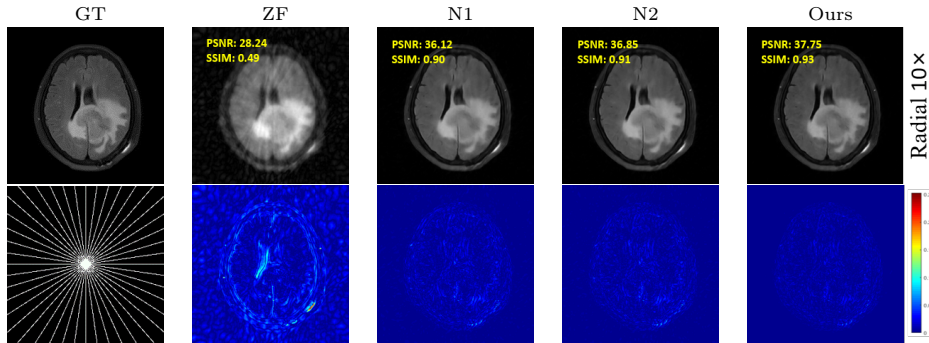 GT ZF N1 N2 Ours
PSNR: 28.24
SSIM: 0.49
PSNR: 36.12
SSIM: 0.90
PSNR: 36.85
SSIM: 0.91
PSNR: 37.75
SSIM: 0.93
Radial 10×